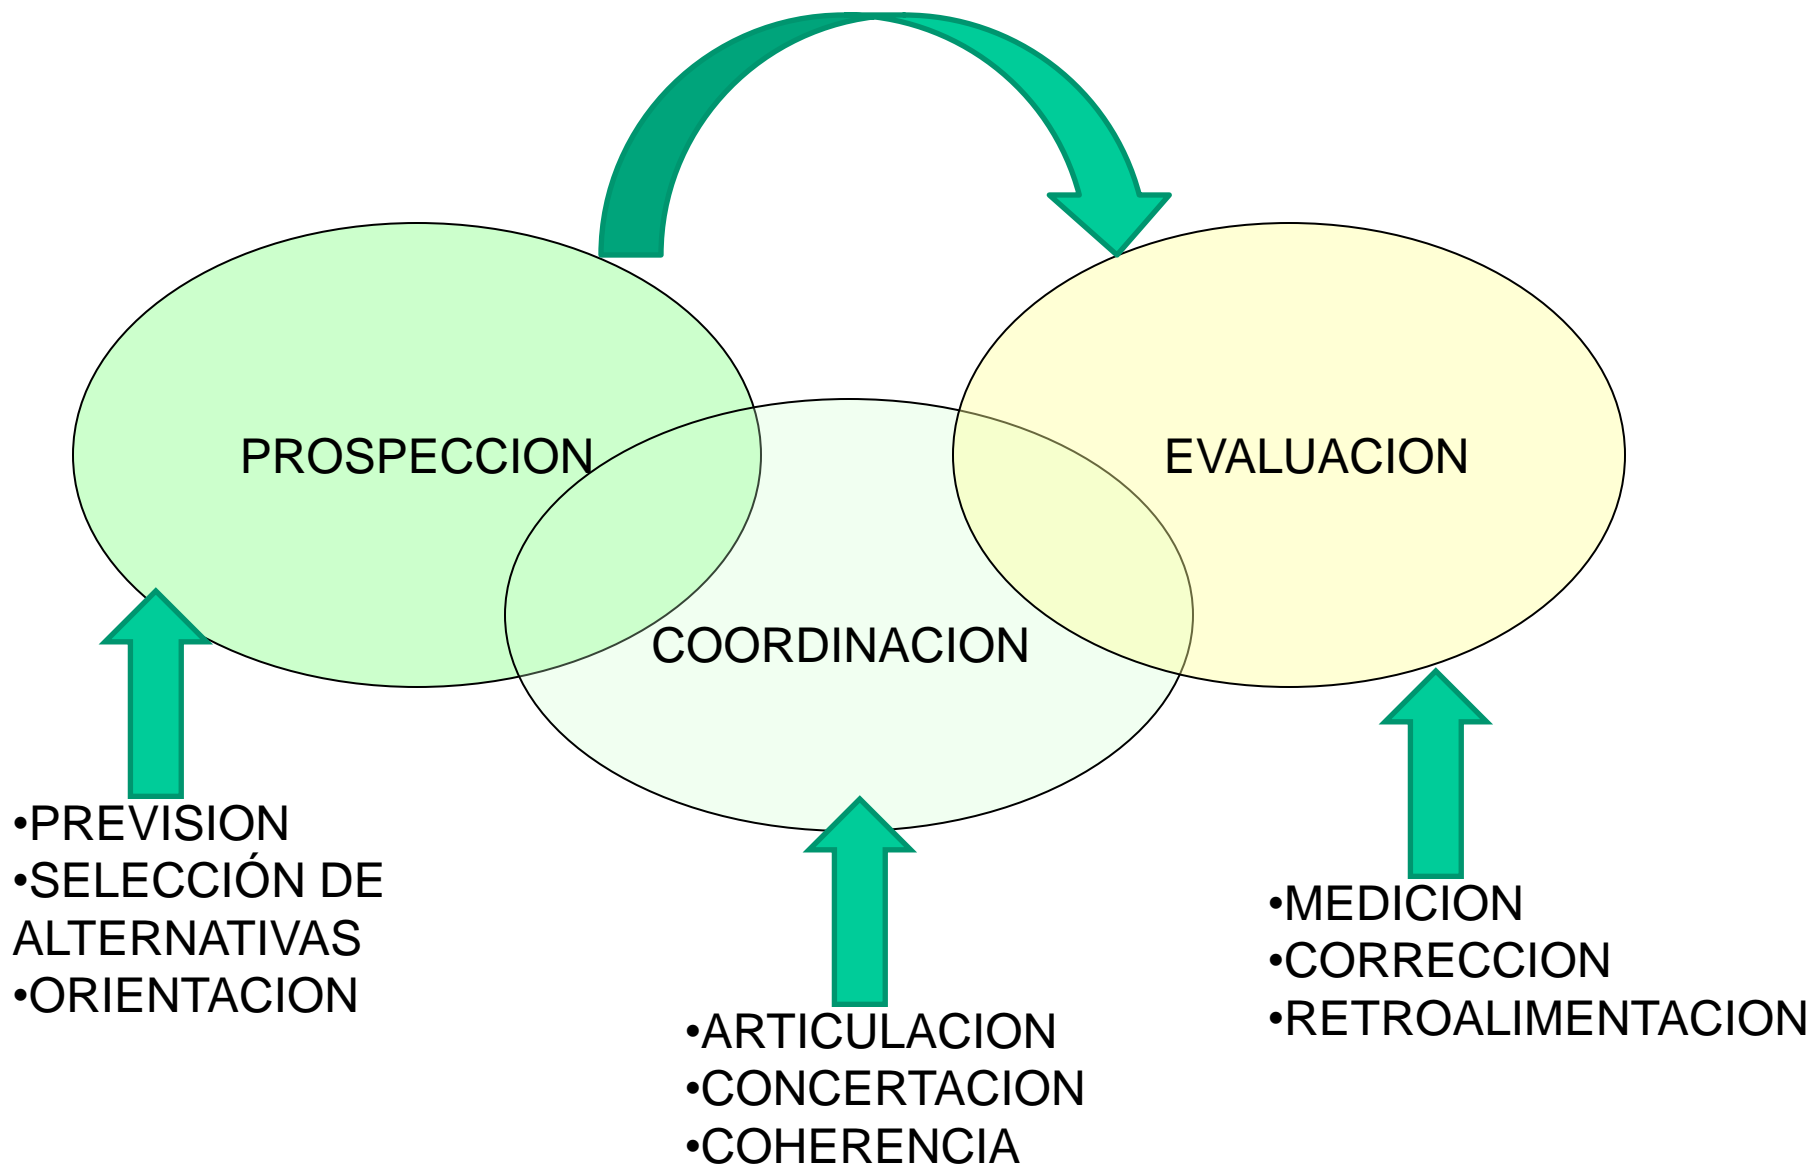 PROSPECCION
EVALUACION
COORDINACION
•PREVISION
•SELECCIÓN DE
ALTERNATIVAS
•ORIENTACION
•ARTICULACION
•CONCERTACION
•COHERENCIA
•MEDICION
•CORRECCION
•RETROALIMENTACION